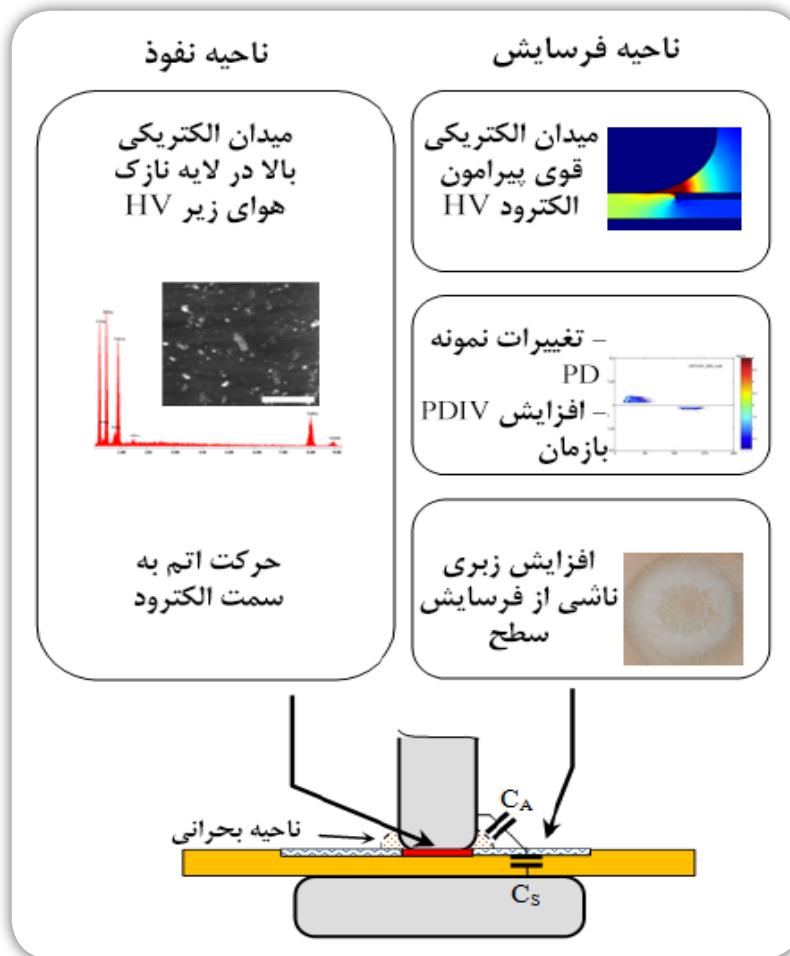 ناحیه فرسایش
میدان الکتریکی
قوی پیرامون
الکترود HV
– تغییرات نمونه
PD
– افزایش PDIV
بازمان
افزایش زبری
ناشی از فرسایش
سطح
ناحیه نفوذ
میدان الکتریکی
بالا در لایه نازک
هوای زیر HV
حرکت اتم به
سمت الکترود
ناحیه بحرانی
C_A
C_S